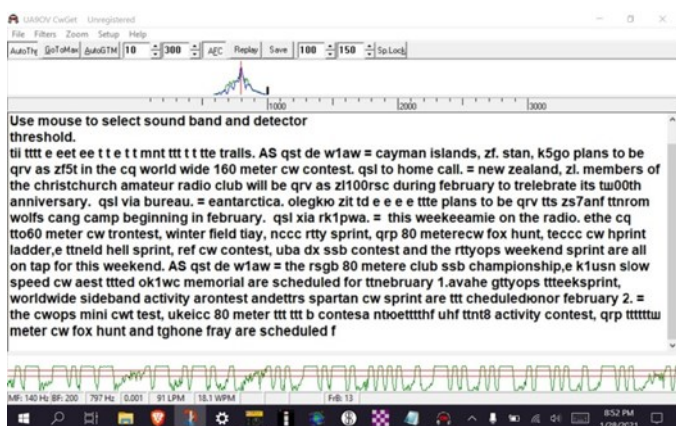 UA9OV CwGet Unregistered
File Filters Zoom Setup Help
AutoThr GoToMax AutoGTM 10 300 AFC Replay Save 100 150 Sp.Lock
1000 2000 3000
Use mouse to select sound band and detector
threshold.
tii tttt e eet ee t t e t t mnt ttt t t tte tralls. AS qst de w1aw = cayman islands, zf. stan, k5go plans to be
qrv as zf5t in the cq world wide 160 meter cw contest. qsl to home call. = new zealand, zl. members of
the christchurch amateur radio club will be qrv as zl100rsc during february to trelebrate its tш00th
anniversary. qsl via bureau. = eantarctica. olegkю zit td e e e e ttte plans to be qrv tts zs7anf ttnrom
wolfs cang camp beginning in february. qsl xia rk1pwa. = this weekeeamie on the radio. ethe cq
tto60 meter cw trontest, winter field tiay, nccc rtty sprint, qrp 80 meterecw fox hunt, teccc cw hprint
ladder,e ttneld hell sprint, ref cw contest, uba dx ssb contest and the rttyops weekend sprint are all
on tap for this weekend. AS qst de w1aw = the rsgb 80 metere club ssb championship,e k1usn slow
speed cw aest ttted ok1wc memorial are scheduled for ttnebruary 1.avahe gttyops ttteeksprint,
worldwide sideband activity arontest andettrs spartan cw sprint are ttt cheduledюnor february 2. =
the cwops mini cwt test, ukeicc 80 meter ttt ttt b contesa ntюetttthf uhf ttnt8 activity contest, qrp ttttttш
meter cw fox hunt and tghone fray are scheduled f
MF: 140 Hz BF: 200 797 Hz 0.001 91 LPM 18.1 WPM FrB: 13
8:52 PM
1/28/2021